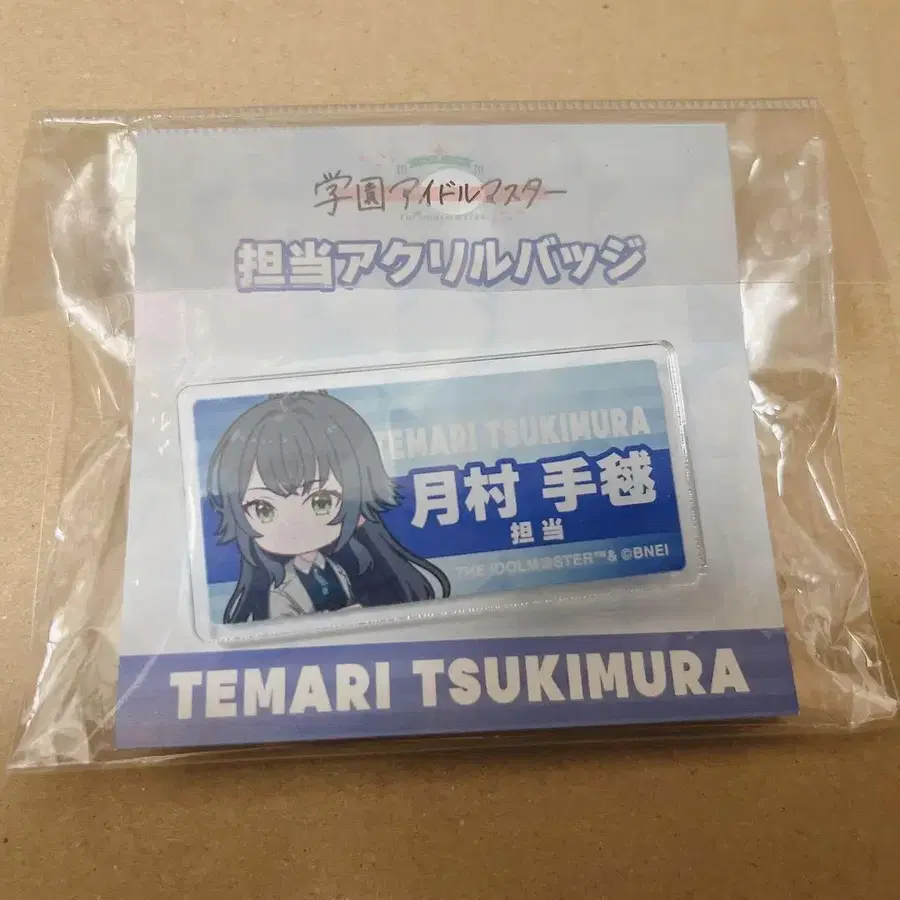 学園アイドルマスター
担当アクリルバッジ
TEMARI TSUKIMURA
月村 手毬
担当
THE IDOLM@STER™& ©BNEI
TEMARI TSUKIMURA